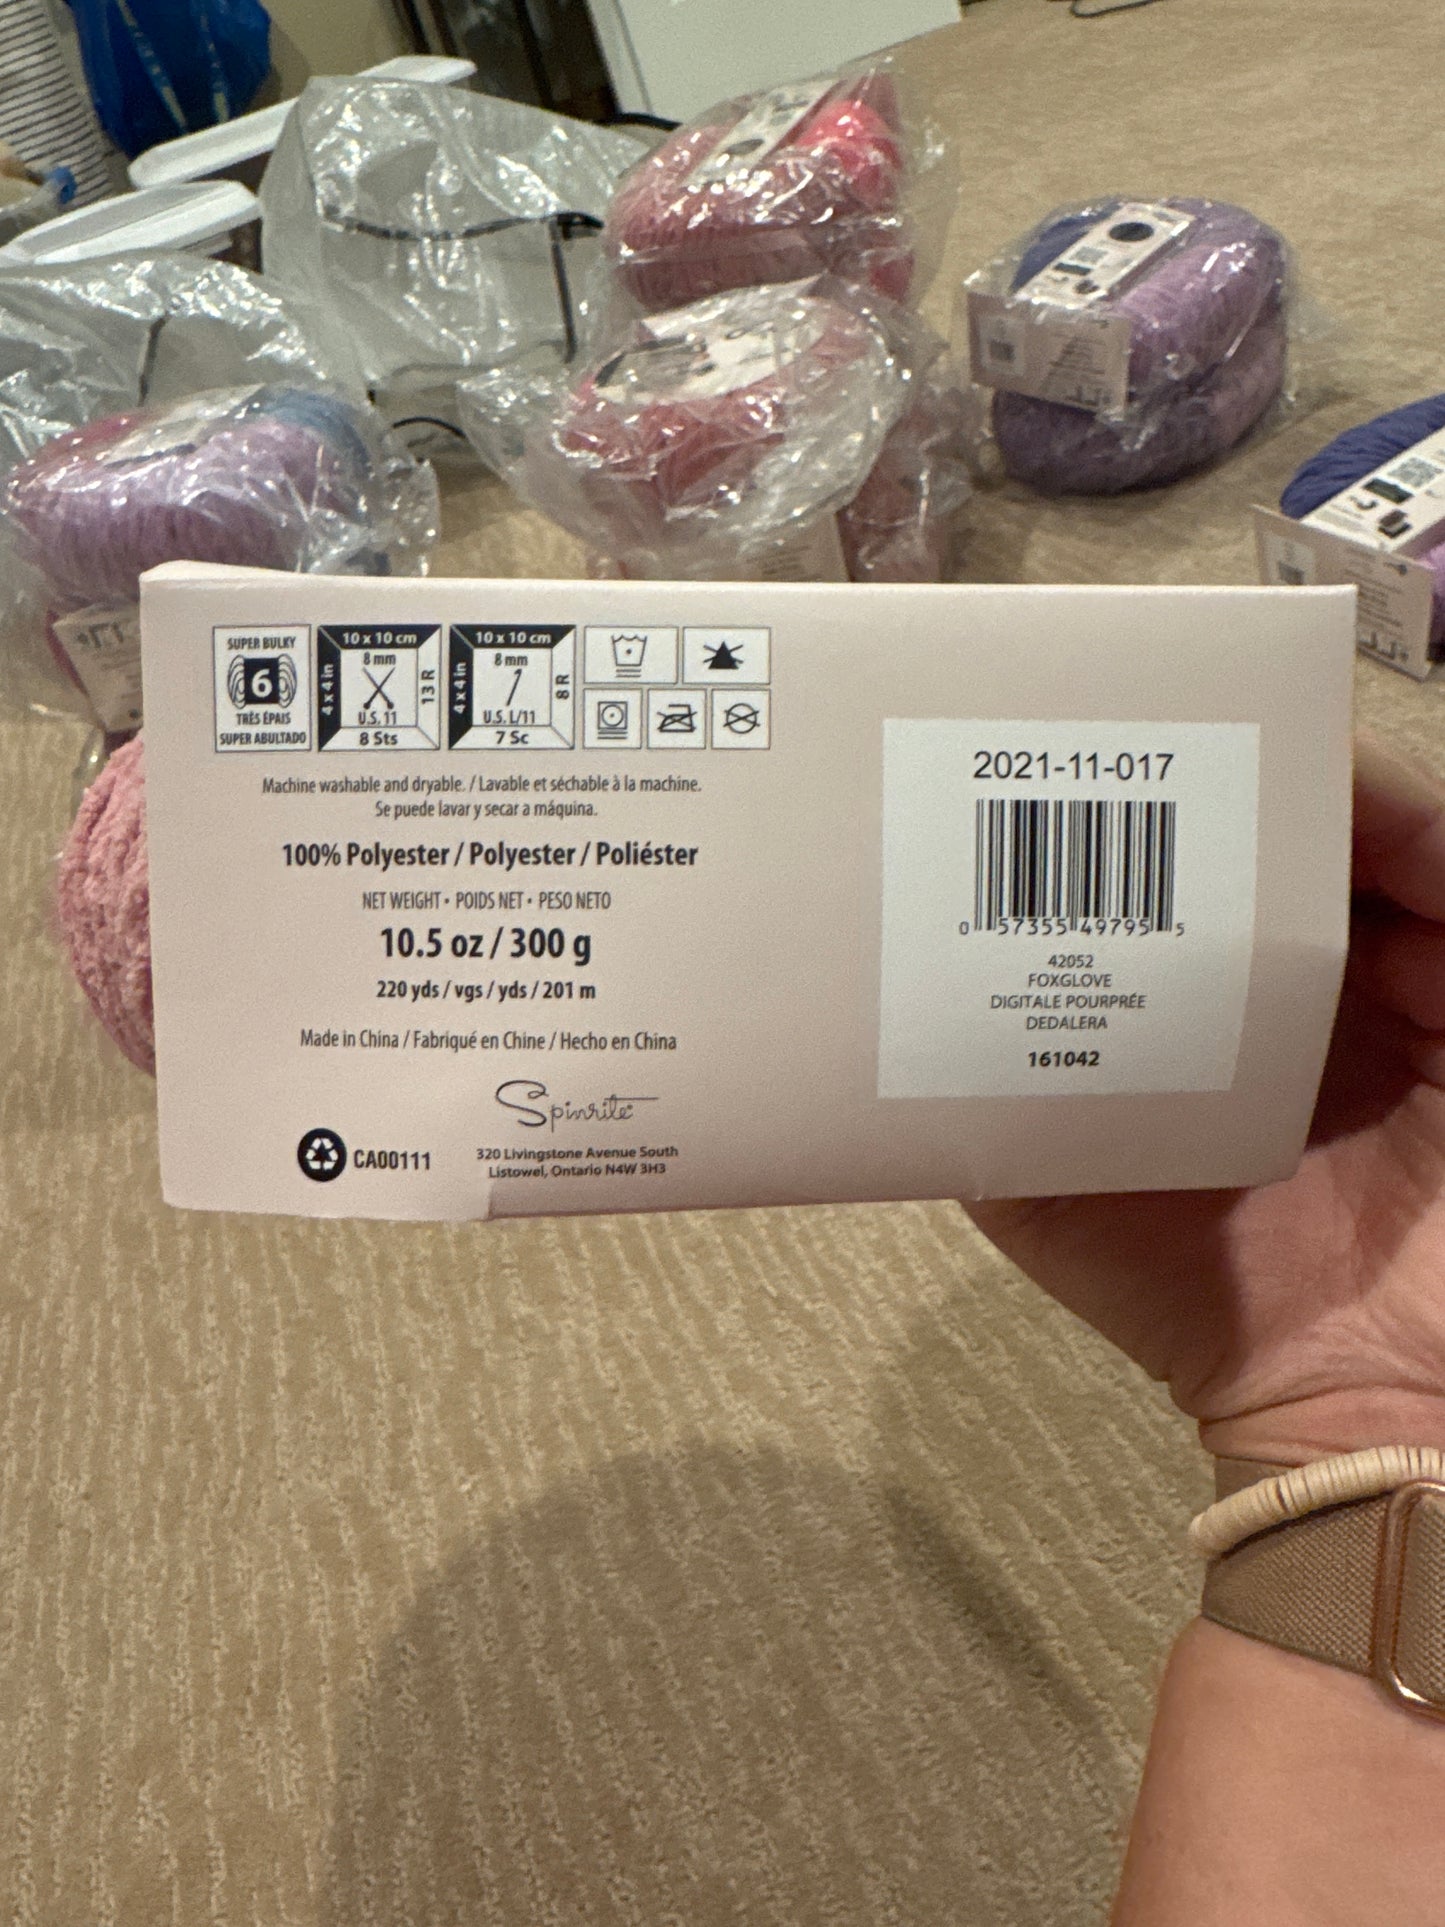 SUPER BULKY
6
TRÈS ÉPAIS
SUPER ABULTADO
10 x 10 cm
4 x 4 in
8 mm
13 R
U.S. 11
8 Sts
10 x 10 cm
4 x 4 in
8 mm
8 R
U.S. L/11
7 Sc
Machine washable and dryable. / Lavable et séchable à la machine.
Se puede lavar y secar a máquina.
100% Polyester / Polyester / Poliéster
NET WEIGHT • POIDS NET • PESO NETO
10.5 oz / 300 g
220 yds / vgs / yds / 201 m
Made in China / Fabriqué en Chine / Hecho en China
Spinrite
CA00111
320 Livingstone Avenue South
Listowel, Ontario N4W 3H3
2021-11-017
0 57355 49795 5
42052
FOXGLOVE
DIGITALE POURPRÉE
DEDALERA
161042